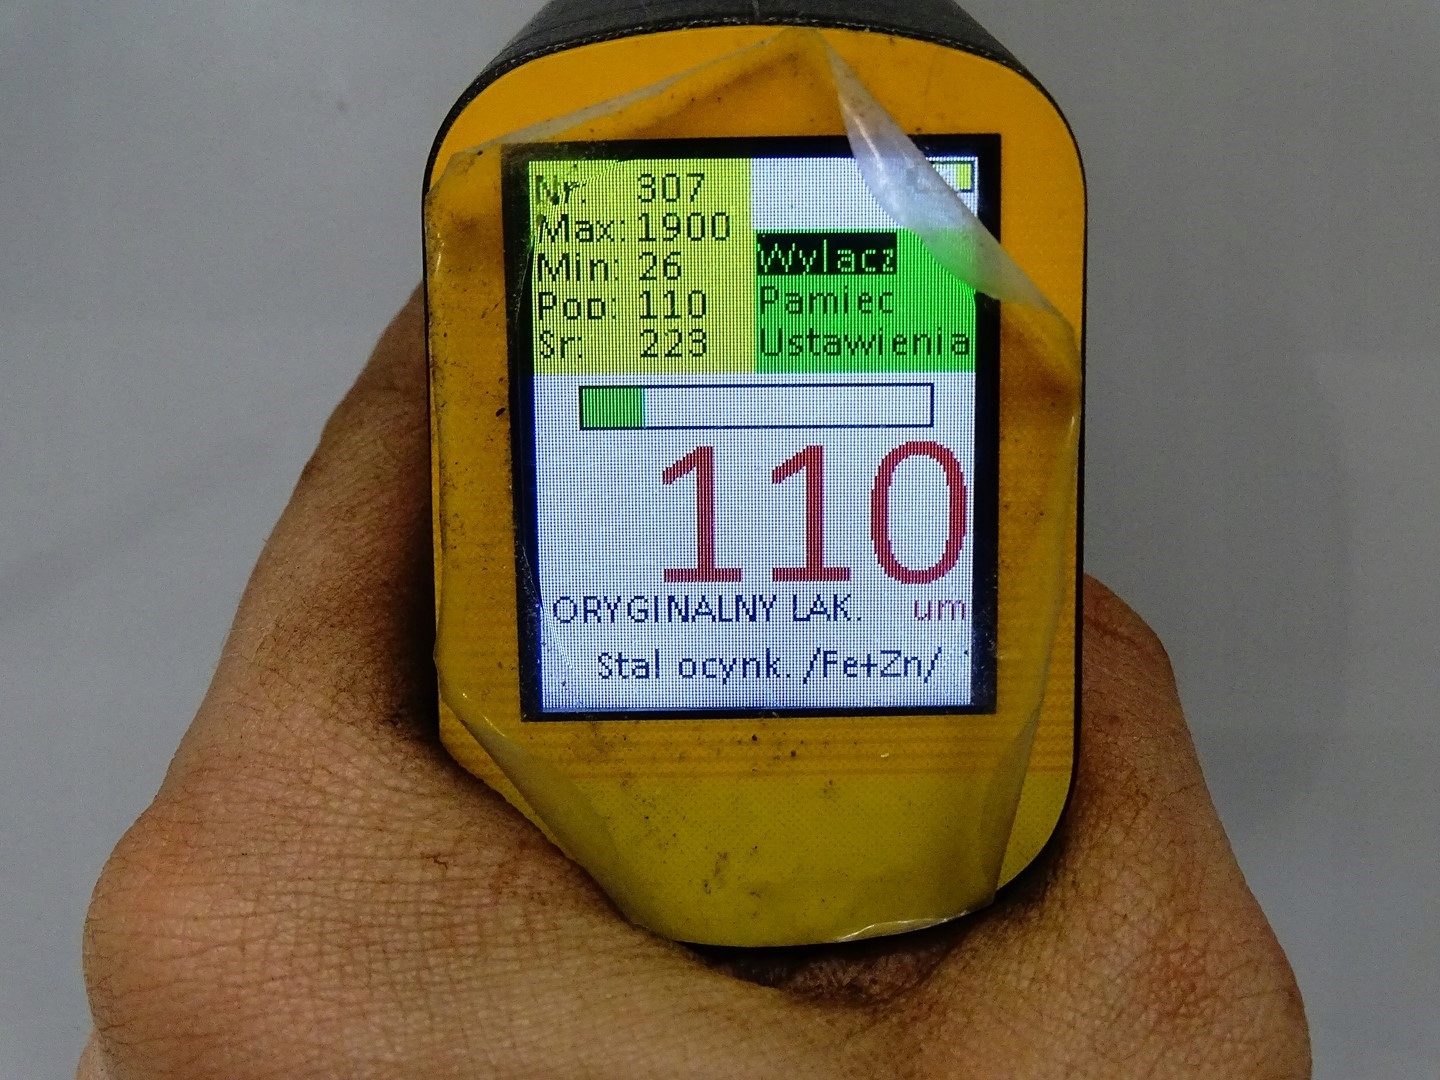 Nr: 307
Max: 1900
Min: 26
Pop: 110
Sr: 223
Wylacz
Pamiec
Ustawienia
110
ORYGINALNY LAK. um
Stal ocynk. /Fe+Zn/